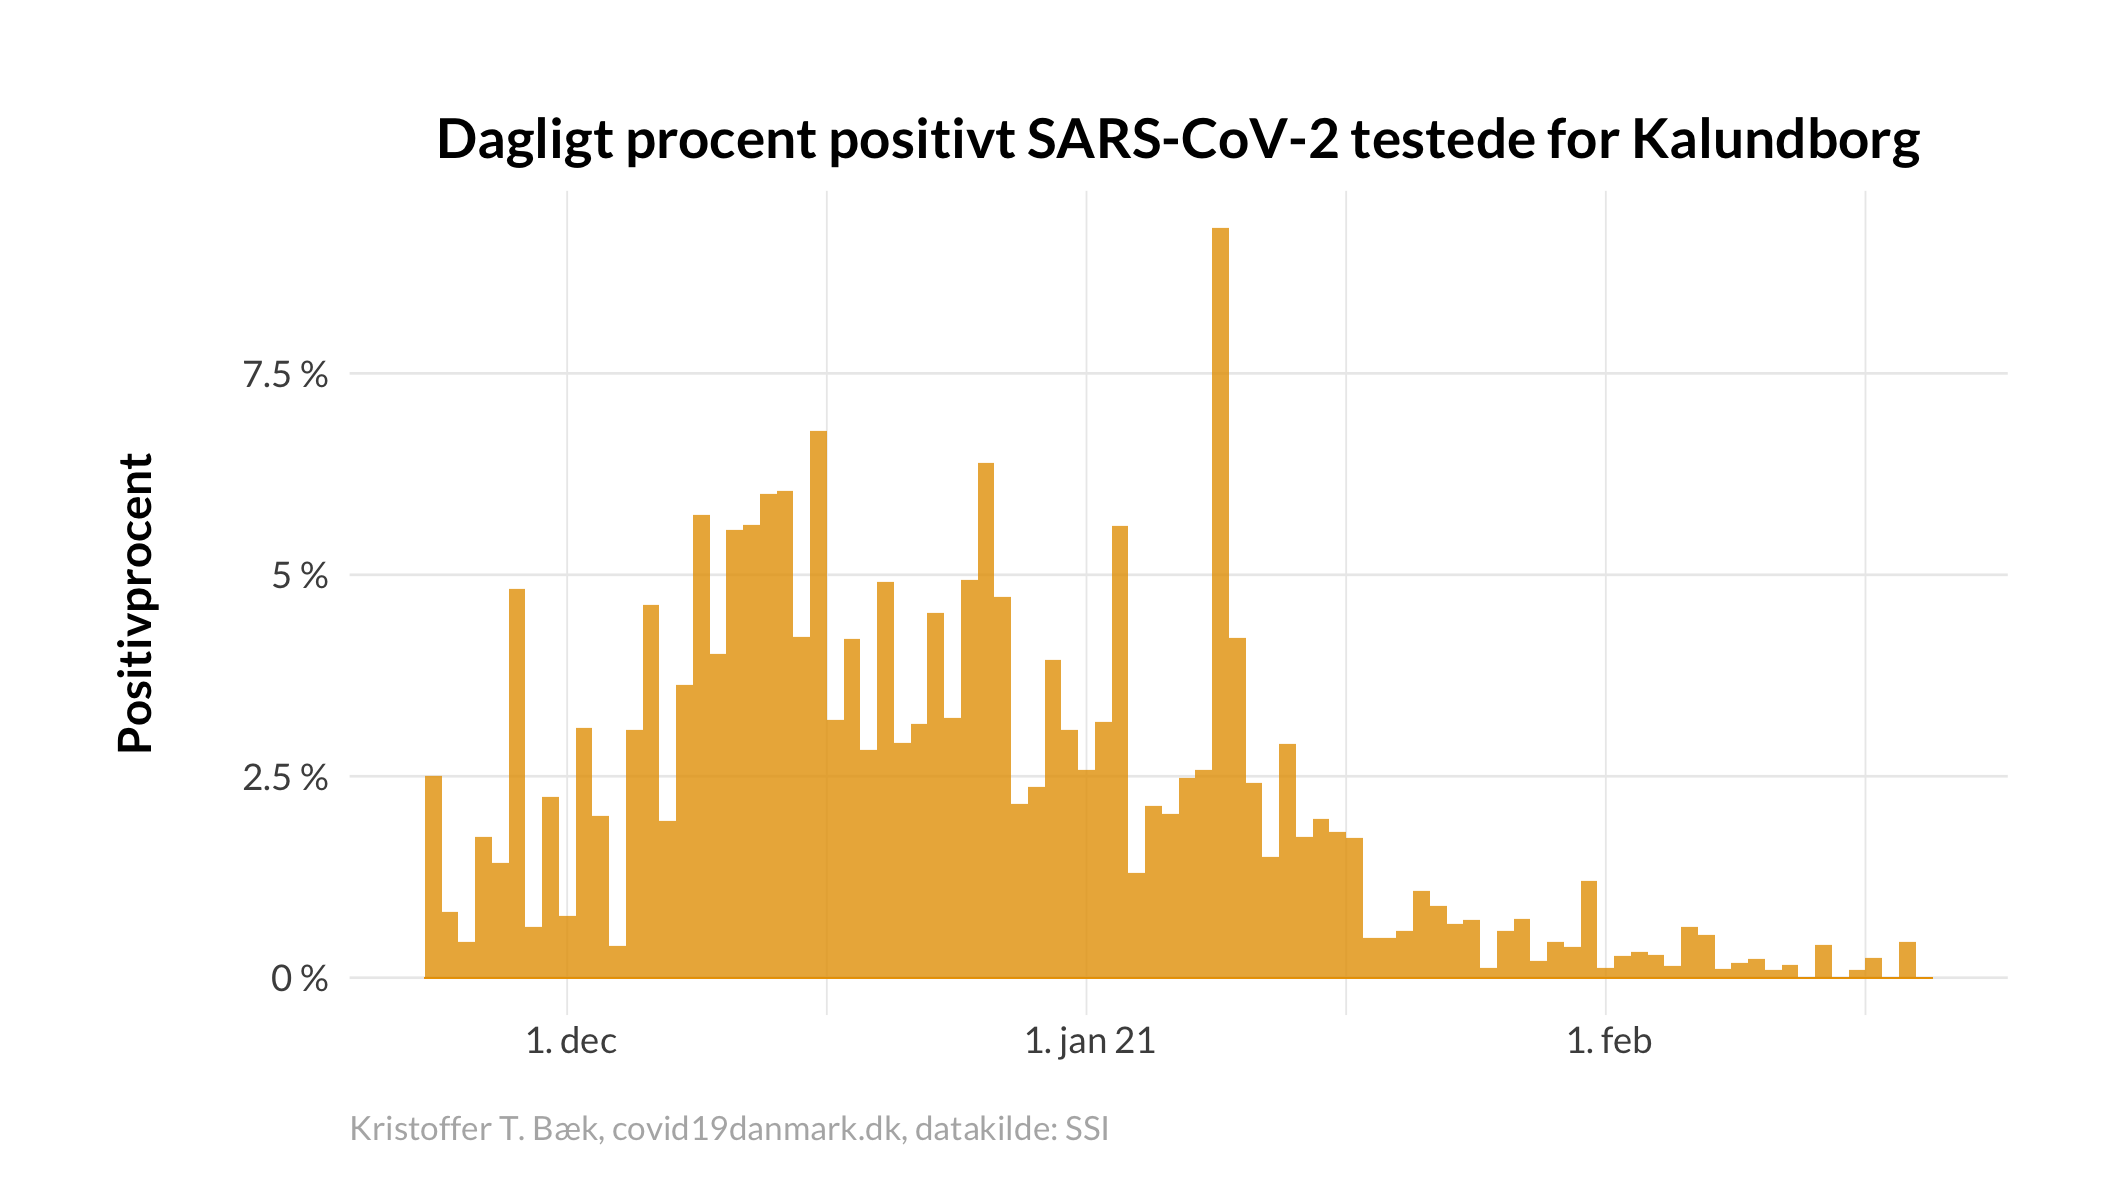 Dagligt procent positivt SARS-CoV-2 testede for Kalundborg
Positivprocent
7.5 %
5 %
2.5 %
0 %
1. dec
1. jan 21
1. feb
Kristoffer T. Bæk, covid19danmark.dk, datakilde: SSI